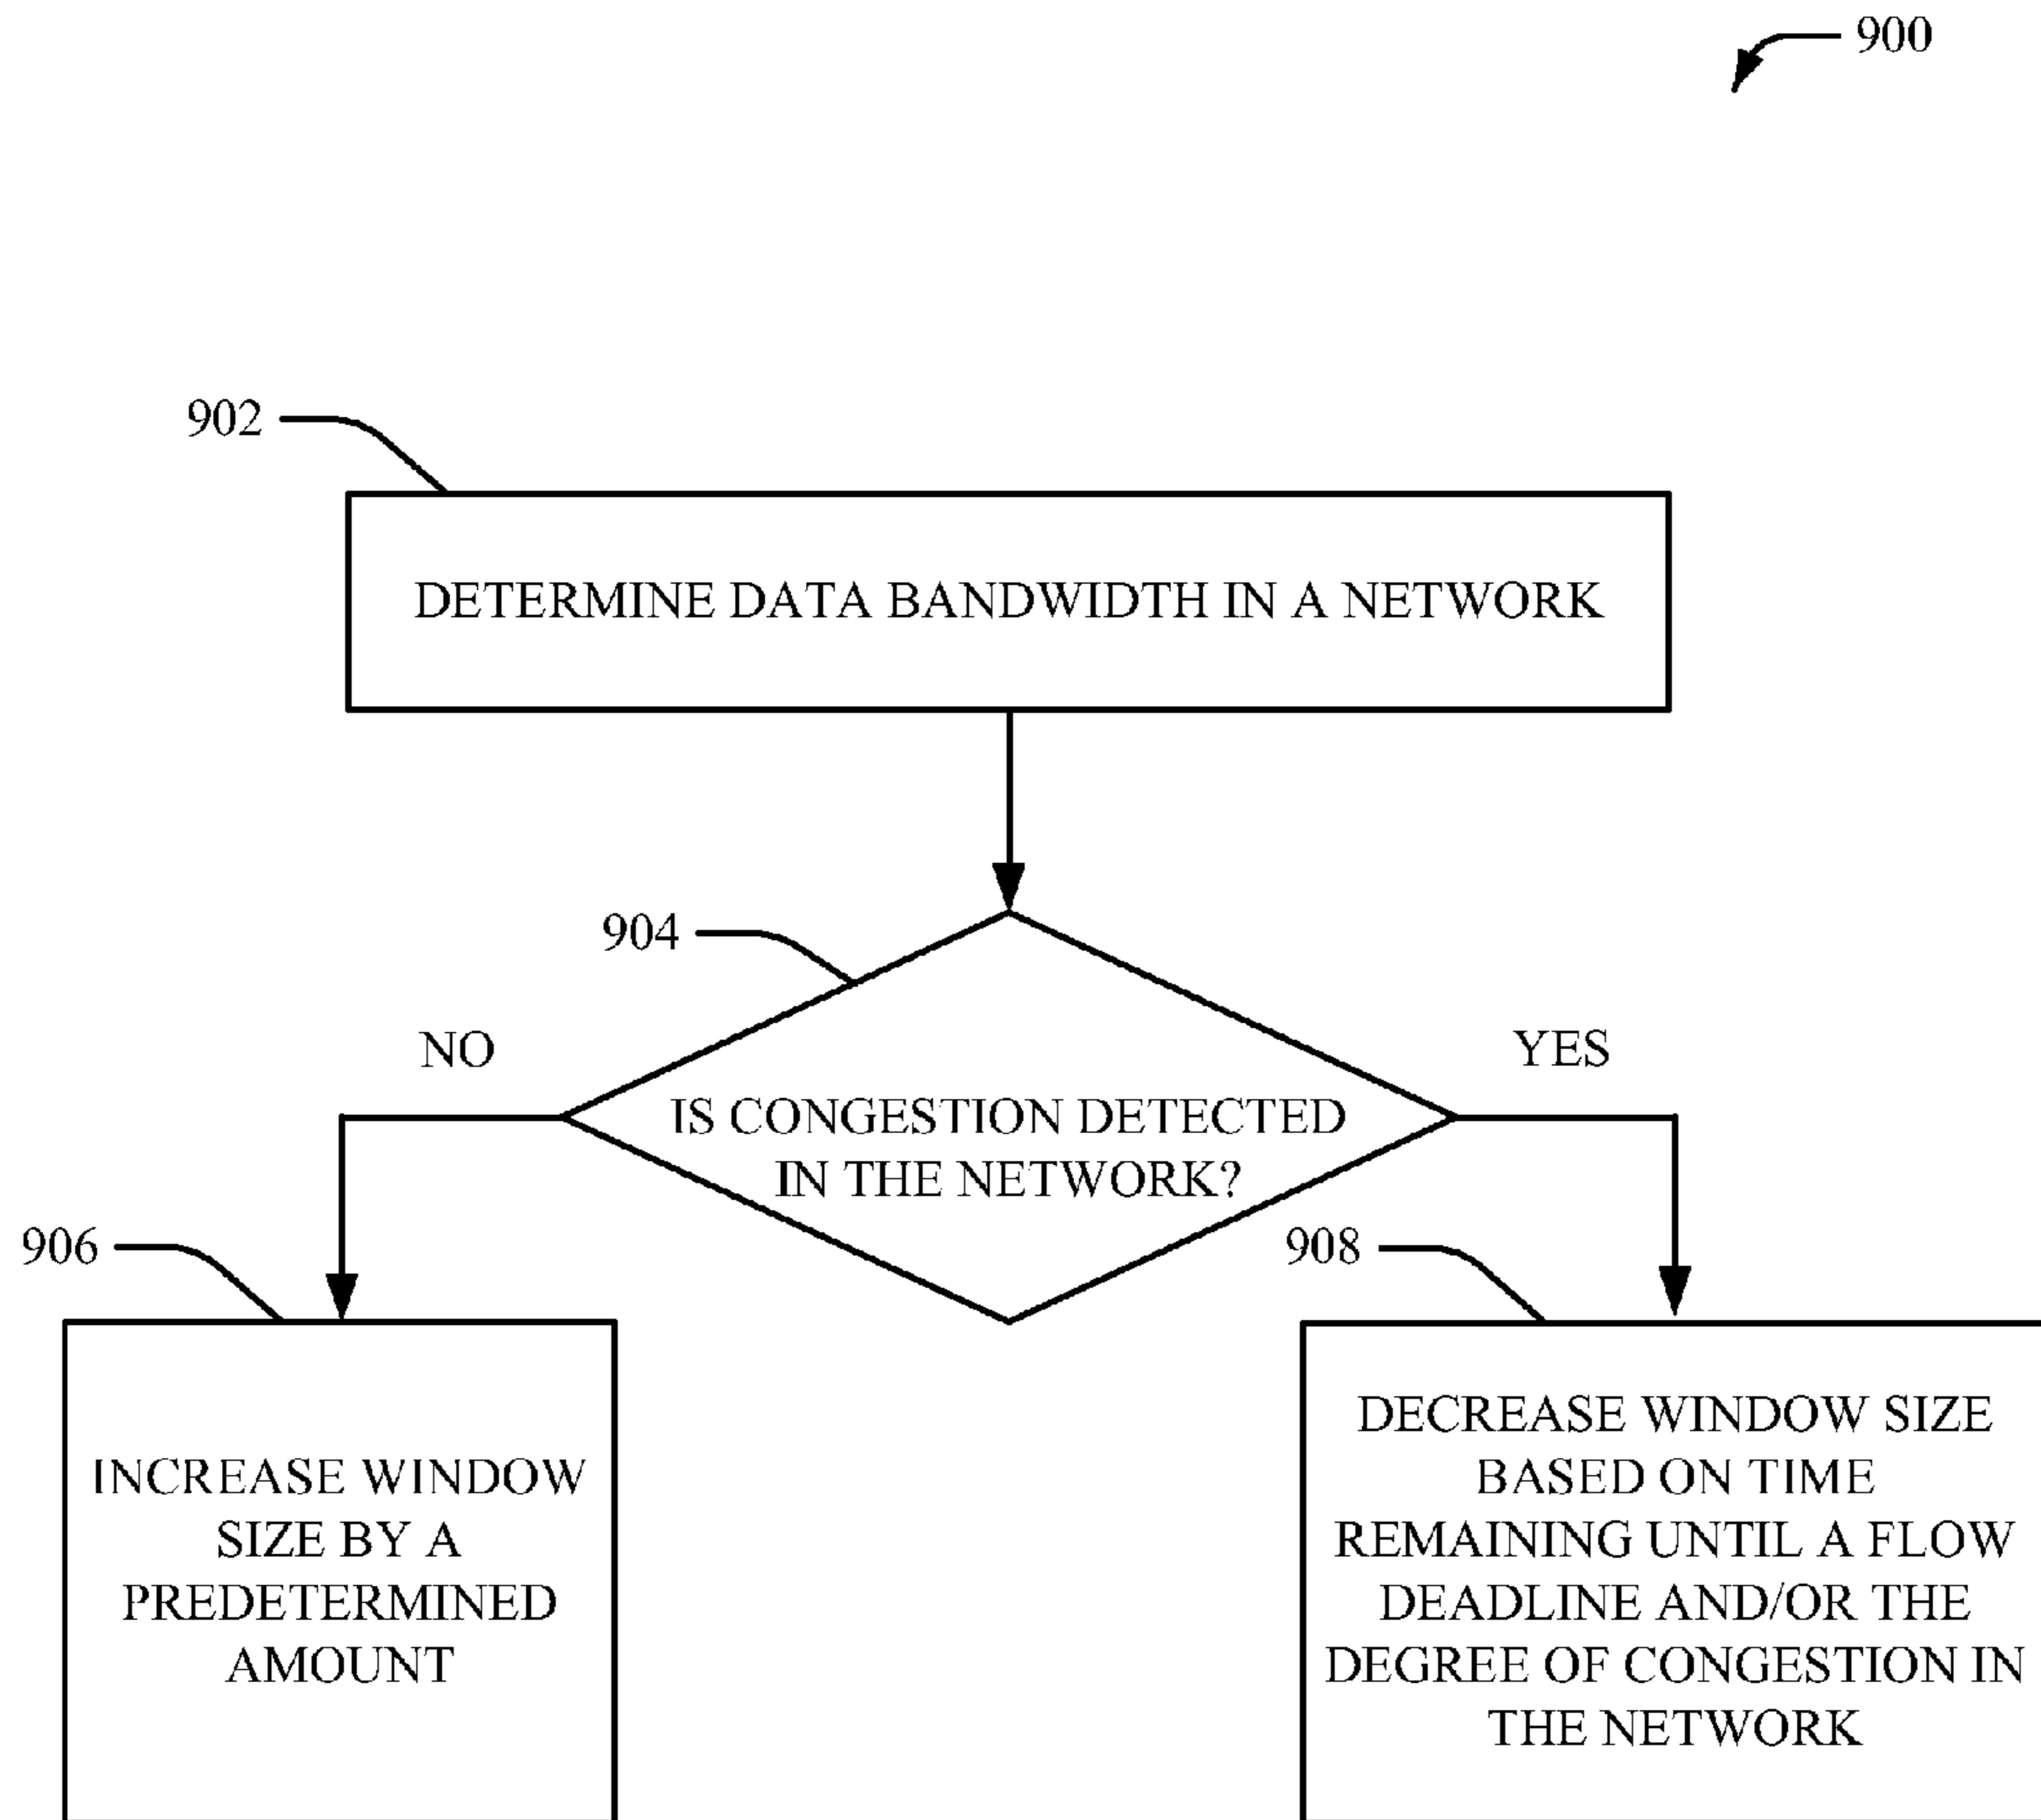 900
902
DETERMINE DATA BANDWIDTH IN A NETWORK
904
NO
YES
IS CONGESTION DETECTED
IN THE NETWORK?
906
908
INCREASE WINDOW
SIZE BY A
PREDETERMINED
AMOUNT
DECREASE WINDOW SIZE
BASED ON TIME
REMAINING UNTIL A FLOW
DEADLINE AND/OR THE
DEGREE OF CONGESTION IN
THE NETWORK